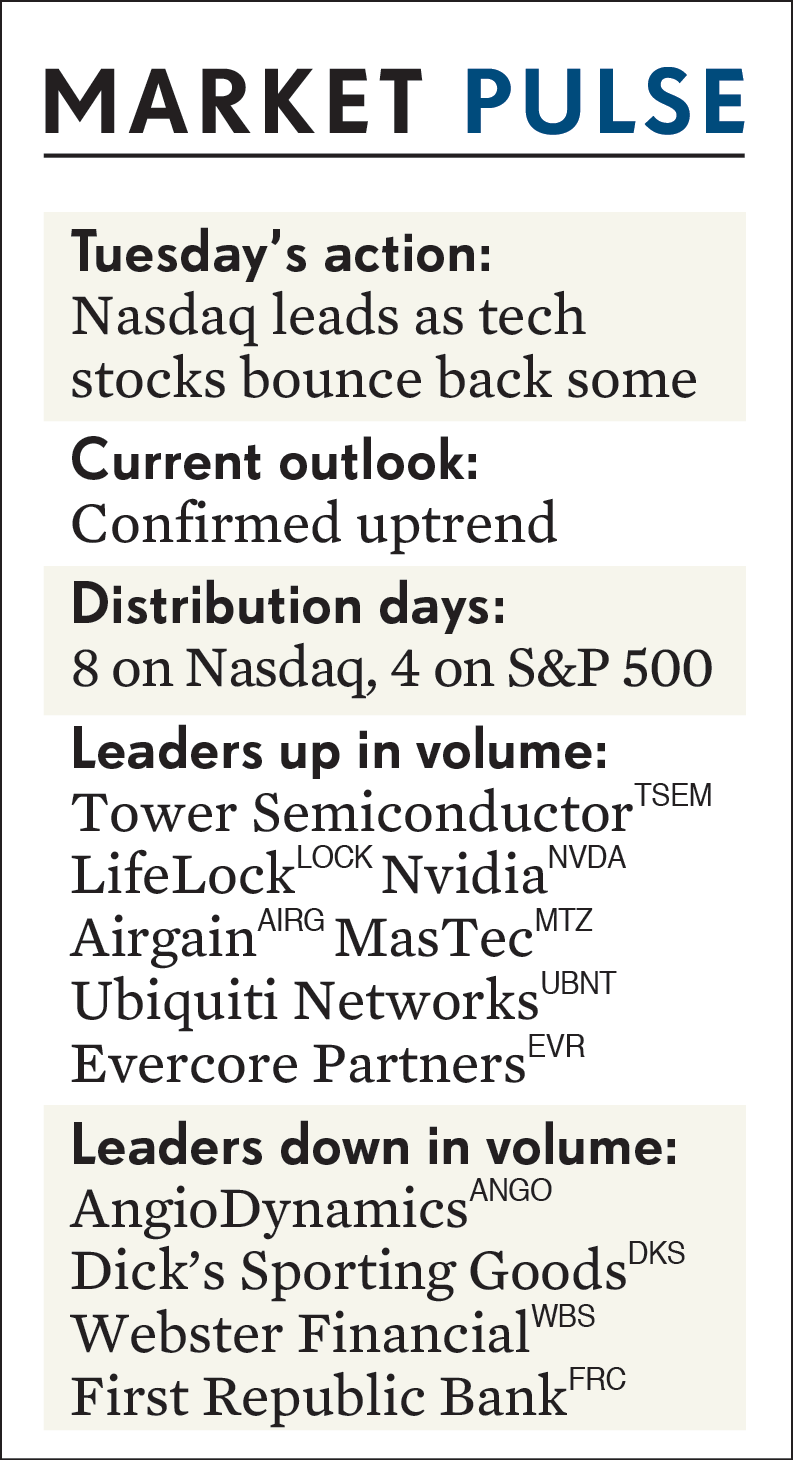 MARKET PULSE
Tuesday’s action:
Nasdaq leads as tech
stocks bounce back some
Current outlook:
Confirmed uptrend
Distribution days:
8 on Nasdaq, 4 on S&P 500
Leaders up in volume:
Tower Semiconductor TSEM
LifeLock LOCK Nvidia NVDA
Airgain AIRG MasTec MTZ
Ubiquiti Networks UBNT
Evercore Partners EVR
Leaders down in volume:
AngioDynamics ANGO
Dick’s Sporting Goods DKS
Webster Financial WBS
First Republic Bank FRC